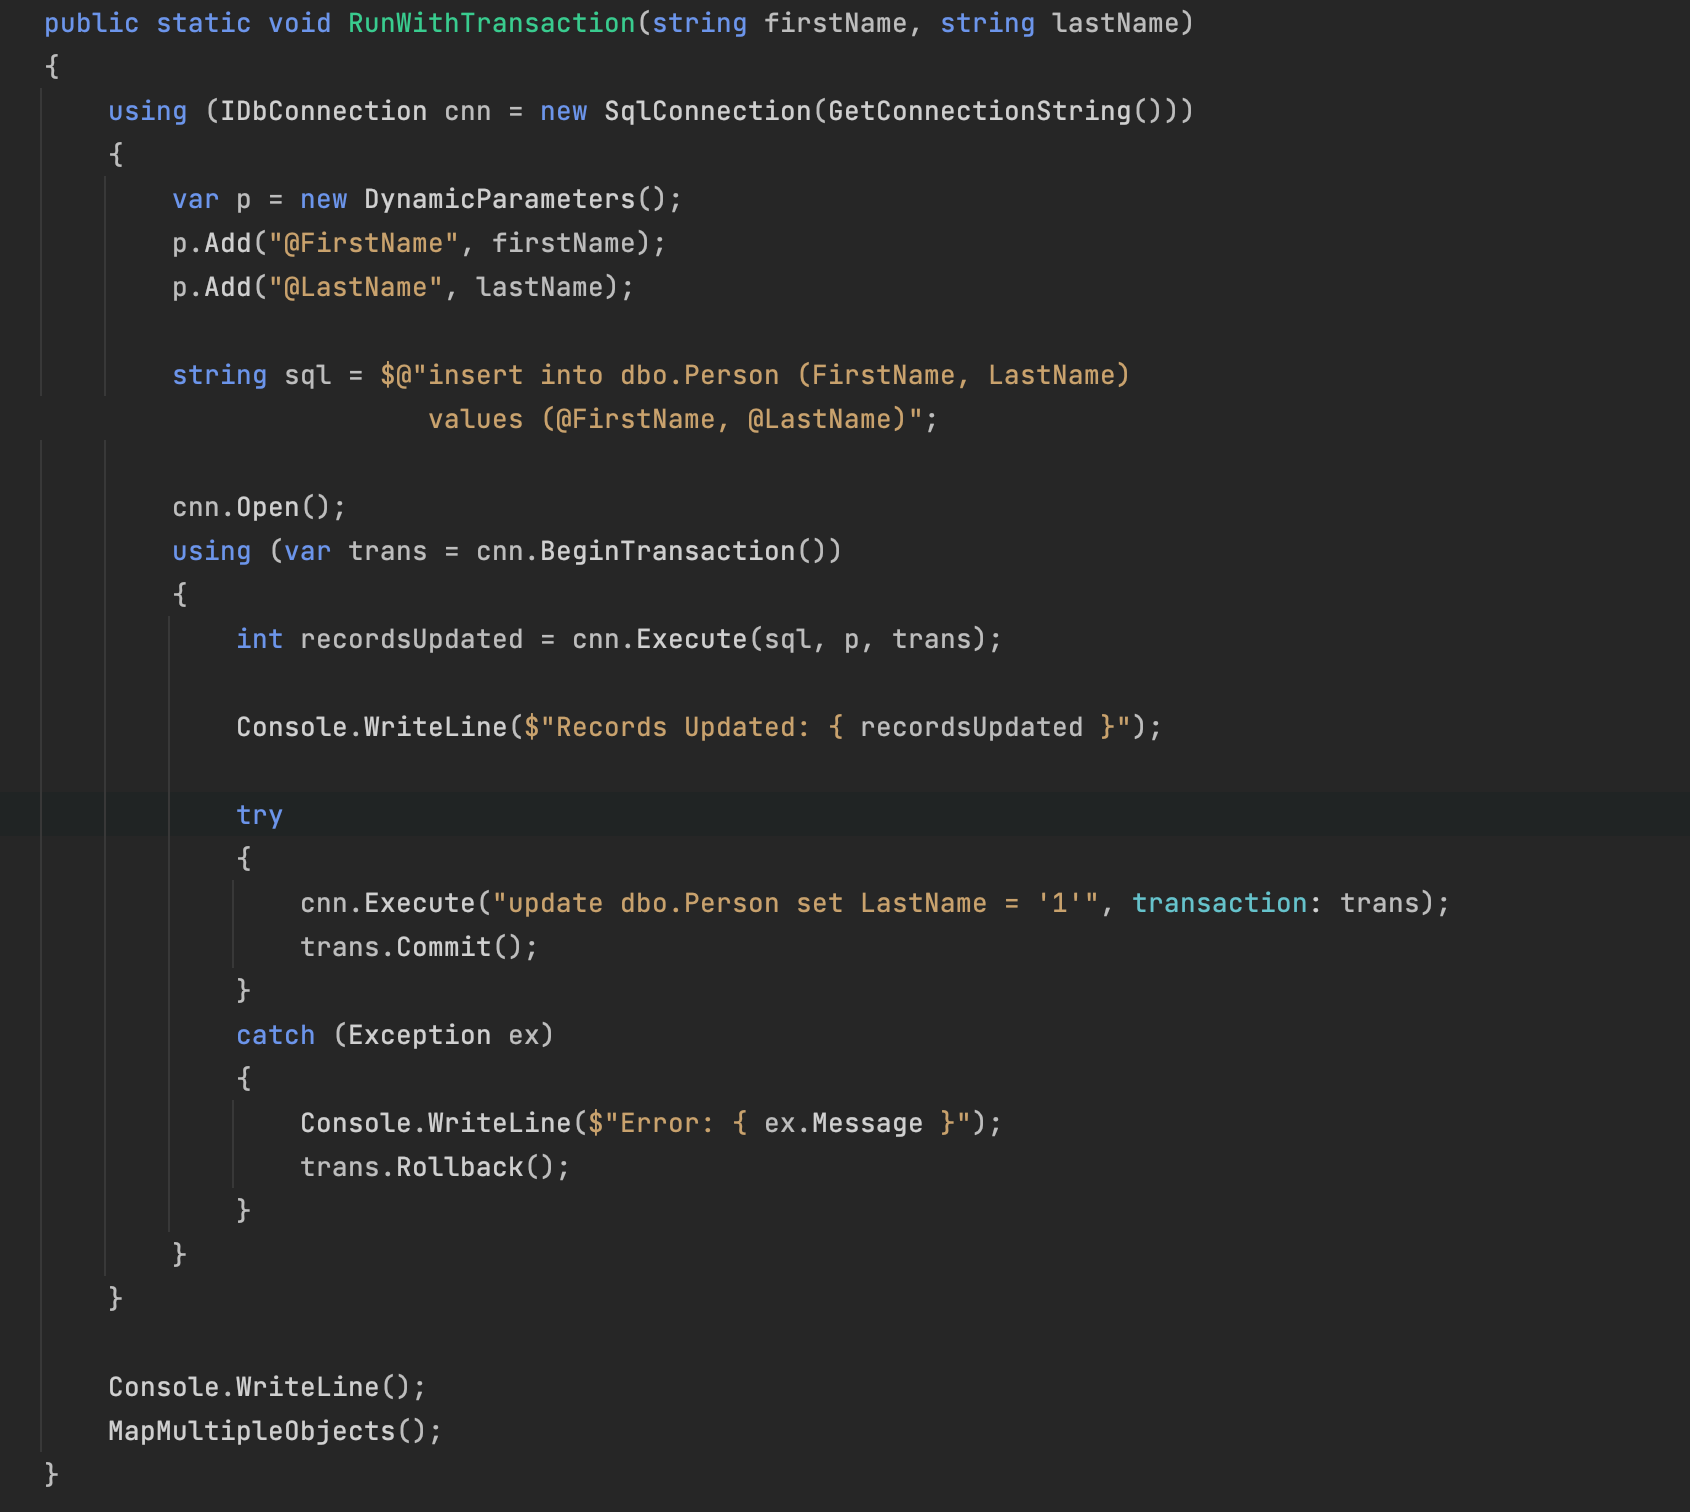 public static void RunWithTransaction(string firstName, string lastName)
{
    using (IDbConnection cnn = new SqlConnection(GetConnectionString()))
    {
        var p = new DynamicParameters();
        p.Add("@FirstName", firstName);
        p.Add("@LastName", lastName);

        string sql = $@"insert into dbo.Person (FirstName, LastName)
                        values (@FirstName, @LastName)";

        cnn.Open();
        using (var trans = cnn.BeginTransaction())
        {
            int recordsUpdated = cnn.Execute(sql, p, trans);

            Console.WriteLine($"Records Updated: { recordsUpdated }");

            try
            {
                cnn.Execute("update dbo.Person set LastName = '1'", transaction: trans);
                trans.Commit();
            }
            catch (Exception ex)
            {
                Console.WriteLine($"Error: { ex.Message }");
                trans.Rollback();
            }
        }
    }

    Console.WriteLine();
    MapMultipleObjects();
}